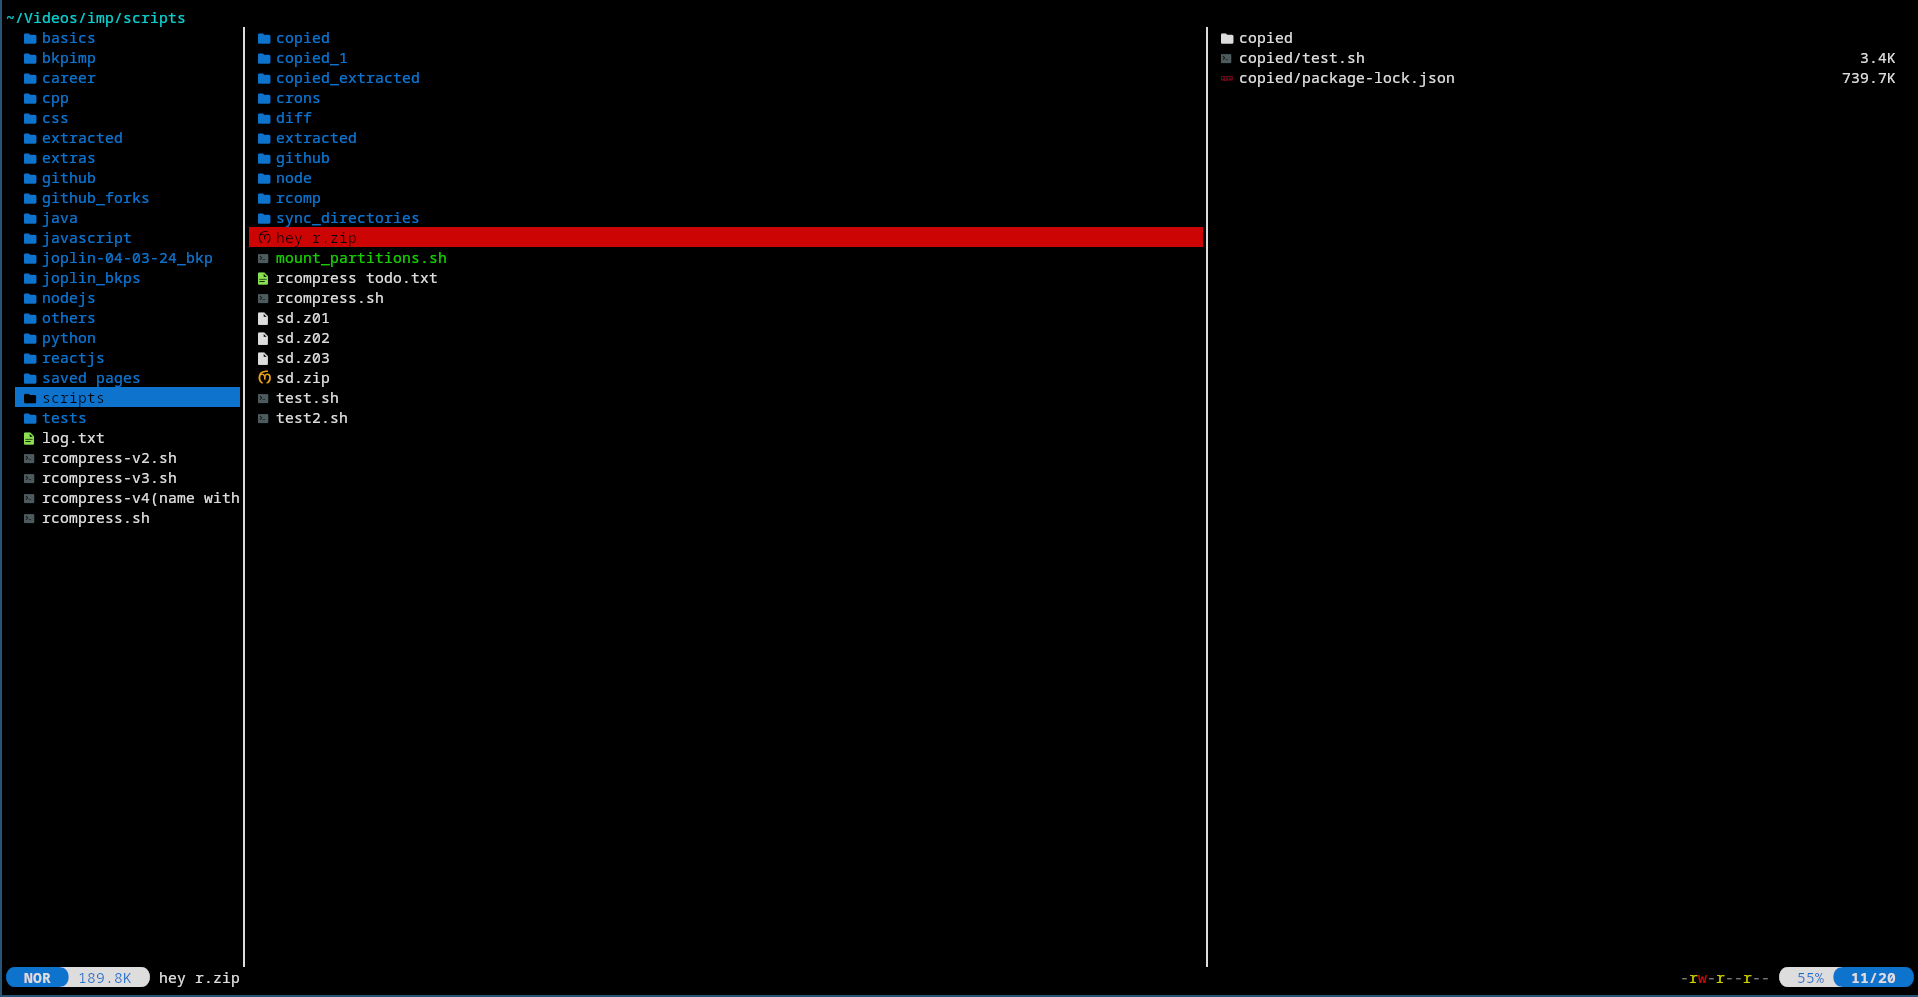 ~/Videos/imp/scripts
basics
bkpimp
career
cpp
css
extracted
extras
github
github_forks
java
javascript
joplin-04-03-24_bkp
joplin_bkps
nodejs
others
python
reactjs
saved pages
scripts
tests
log.txt
rcompress-v2.sh
rcompress-v3.sh
rcompress-v4(name with
rcompress.sh
copied
copied_1
copied_extracted
crons
diff
extracted
github
node
rcomp
sync_directories
hey r.zip
mount_partitions.sh
rcompress todo.txt
rcompress.sh
sd.z01
sd.z02
sd.z03
sd.zip
test.sh
test2.sh
copied
copied/test.sh 3.4K
copied/package-lock.json 739.7K
NOR 189.8K hey r.zip -rw-r--r-- 55% 11/20